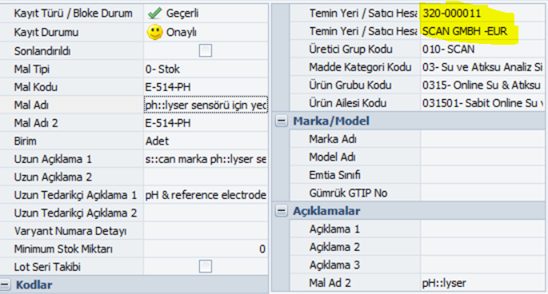 Kayıt Türü / Bloke Durum Geçerli
Kayıt Durumu Onaylı
Sonlandırıldı
Mal Tipi 0- Stok
Mal Kodu E-514-PH
Mal Adı ph::lyser sensörü için yed
Mal Adı 2 E-514-PH
Birim Adet
Uzun Açıklama 1 s::can marka ph::lyser se
Uzun Açıklama 2
Uzun Tedarikçi Açıklama 1 pH & reference electrode
Uzun Tedarikçi Açıklama 2
Varyant Numara Detayı
Minimum Stok Miktarı 0
Lot Seri Takibi
Kodlar
Temin Yeri / Satıcı Hesa 320-000011
Temin Yeri / Satıcı Hesa SCAN GMBH -EUR
Üretici Grup Kodu 010- SCAN
Madde Kategori Kodu 03- Su ve Atıksu Analiz Si
Ürün Grubu Kodu 0315- Online Su & Atıksu
Ürün Ailesi Kodu 031501- Sabit Online Su
Marka/Model
Marka Adı
Model Adı
Emtia Sınıfı
Gümrük GTIP No
Açıklamalar
Açıklama 1
Açıklama 2
Açıklama 3
Mal Ad 2 pH::lyser